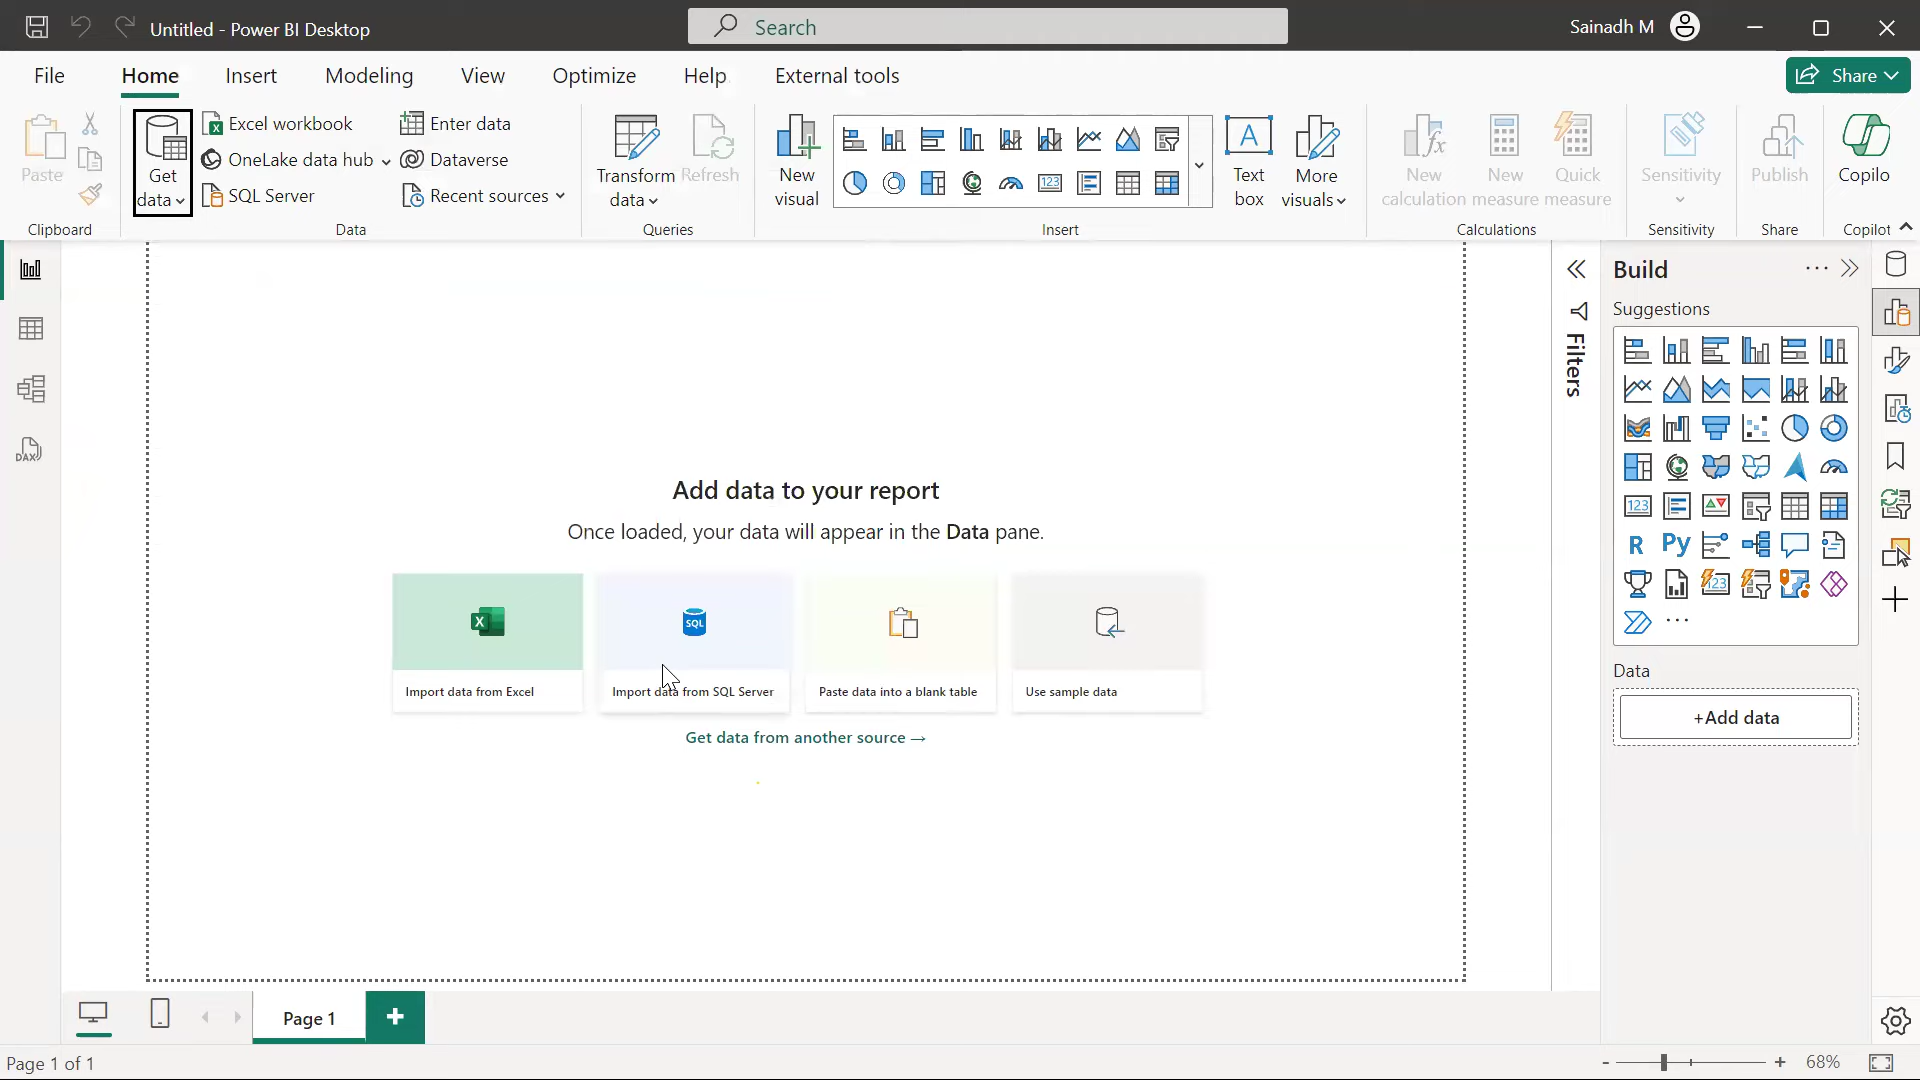 Untitled - Power BI Desktop
Search
Sainadh M
File
Home
Insert
Modeling
View
Optimize
Help
External tools
Share
Paste
Clipboard
Get
data
Excel workbook
OneLake data hub
SQL Server
Enter data
Dataverse
Recent sources
Data
Transform
data
Refresh
Queries
New
visual
123
A
Text
box
More
visuals
Insert
New
calculation
New
measure
Quick
measure
Calculations
Sensitivity
Sensitivity
Publish
Share
Copilo
Copilot
DAX
Add data to your report
Once loaded, your data will appear in the Data pane.
X
Import data from Excel
SQL
Import data from SQL Server
Paste data into a blank table
Use sample data
Get data from another source →
Filters
Build
Suggestions
123
R
Py
123
Data
+Add data
Page 1
Page 1 of 1
68%